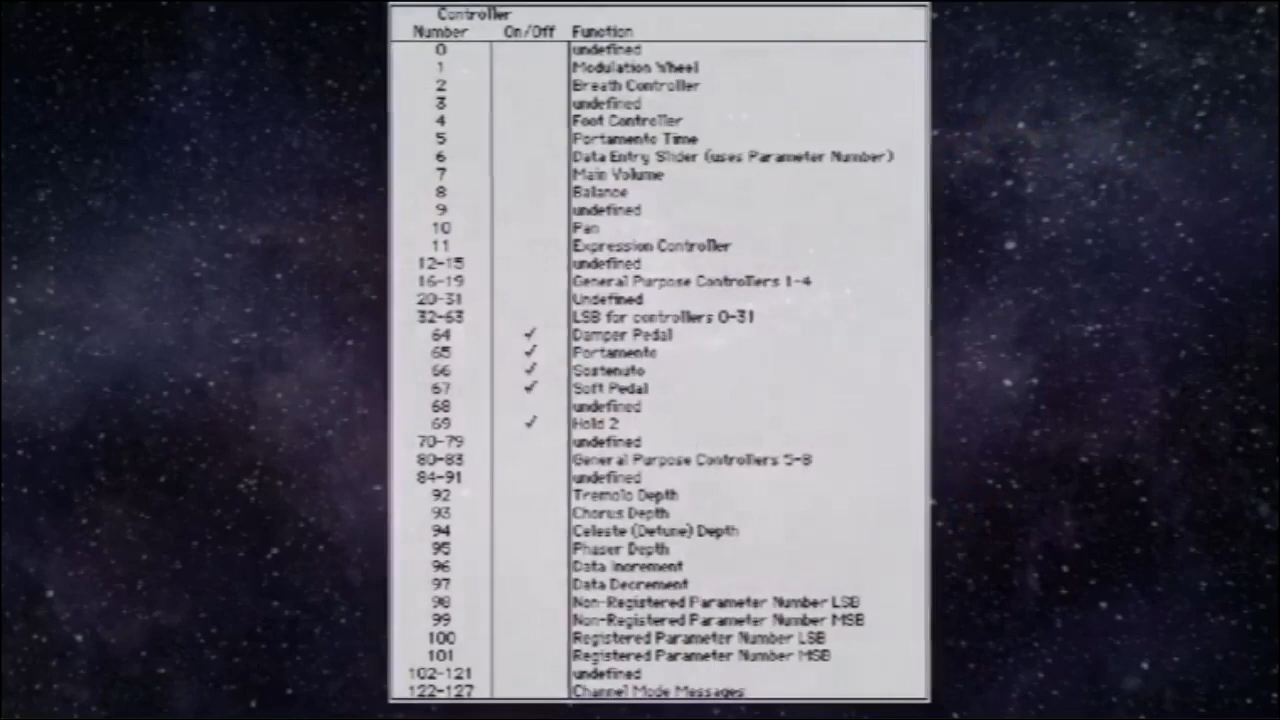 Controller
Number On/Off Function
0 undefined
1 Modulation Wheel
2 Breath Controller
3 undefined
4 Foot Controller
5 Portamento Time
6 Data Entry Slider (uses Parameter Number)
7 Main Volume
8 Balance
9 undefined
10 Pan
11 Expression Controller
12-15 undefined
16-19 General Purpose Controllers 1-4
20-31 Undefined
32-63 LSB for controllers 0-31
64 ✓ Damper Pedal
65 ✓ Portamento
66 ✓ Sostenuto
67 ✓ Soft Pedal
68 undefined
69 ✓ Hold 2
70-79 undefined
80-83 General Purpose Controllers 5-8
84-91 undefined
92 Tremolo Depth
93 Chorus Depth
94 Celeste (Detune) Depth
95 Phaser Depth
96 Data Increment
97 Data Decrement
98 Non-Registered Parameter Number LSB
99 Non-Registered Parameter Number MSB
100 Registered Parameter Number LSB
101 Registered Parameter Number MSB
102-121 undefined
122-127 Channel Mode Messages